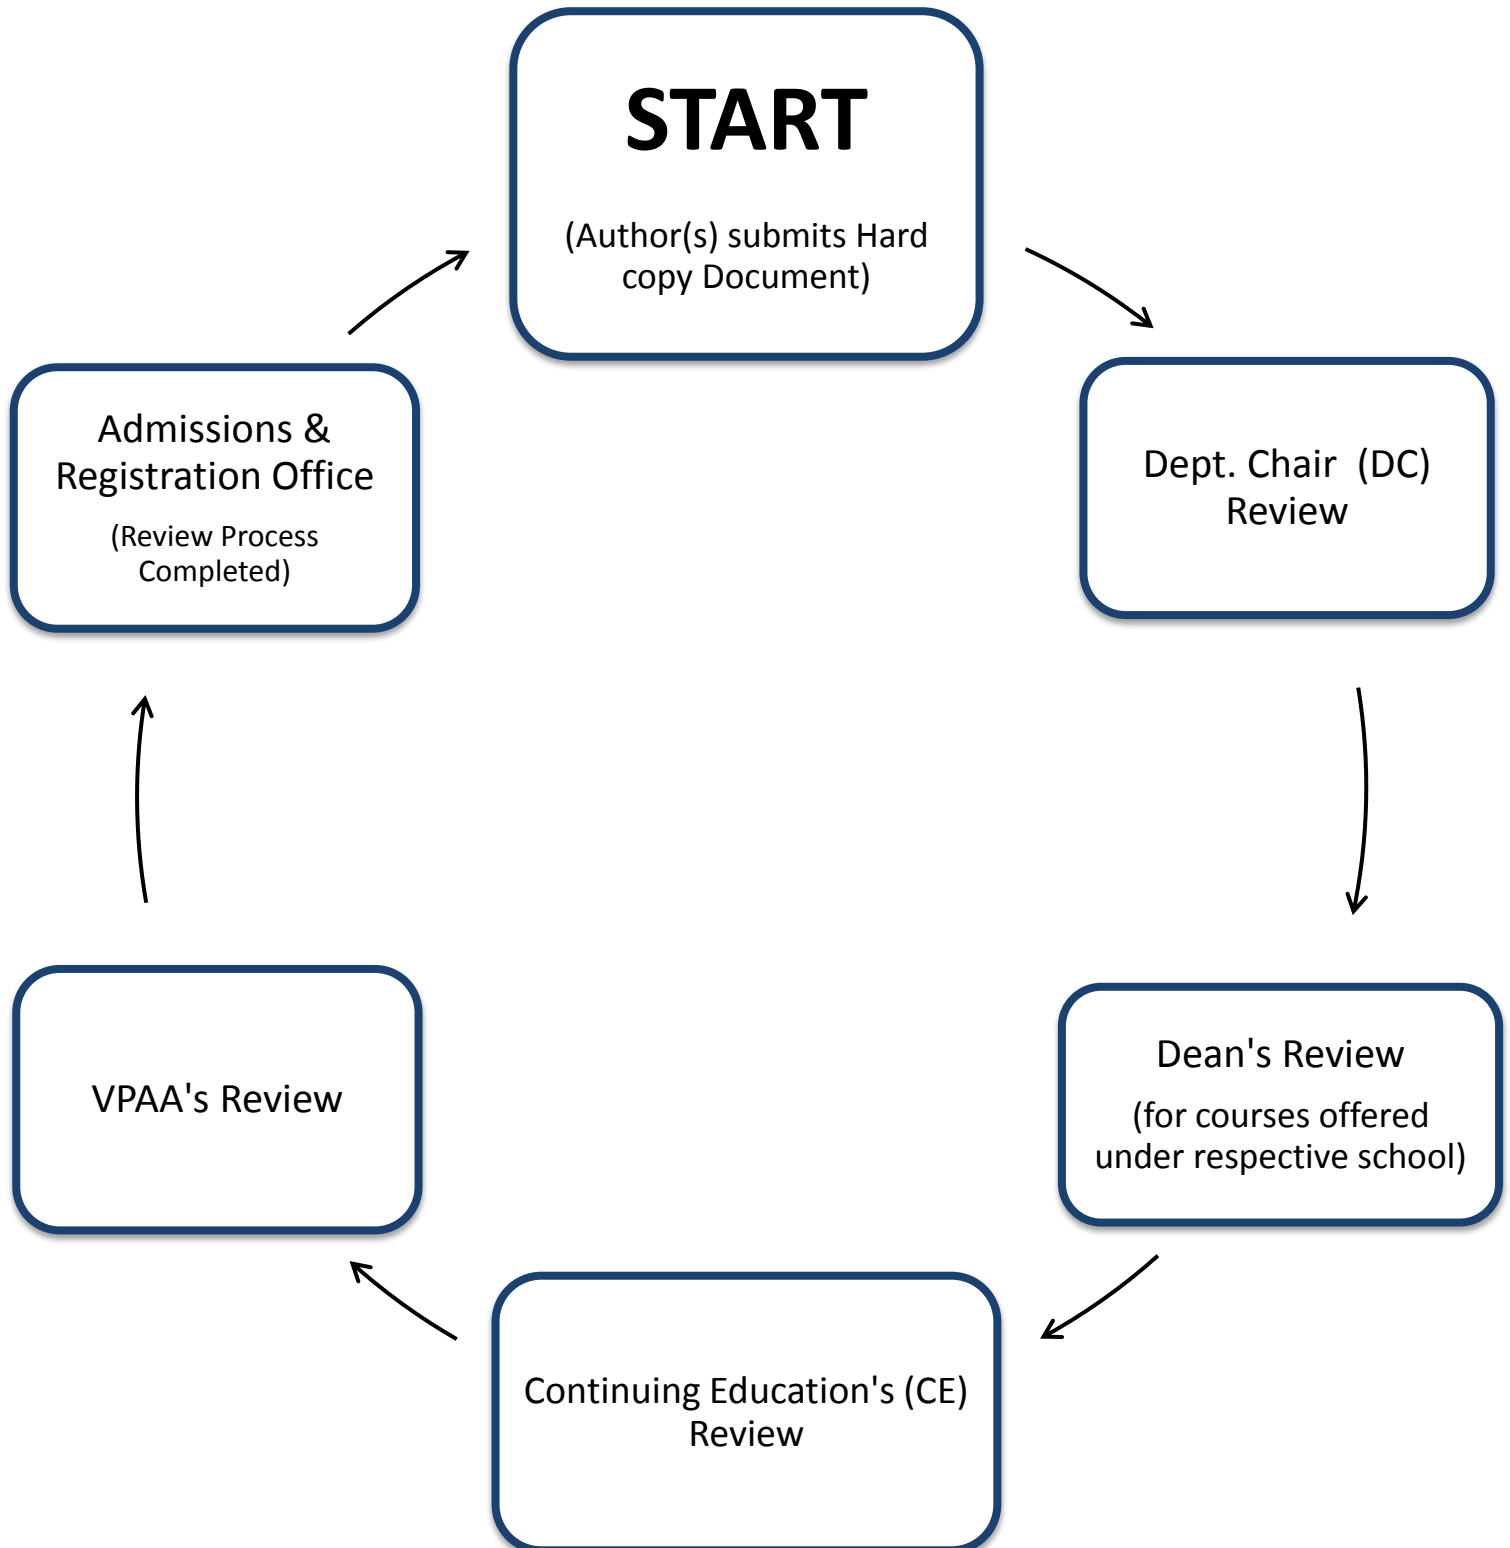 START
(Author(s) submits Hard
copy Document)
Dept. Chair (DC)
Review
Dean's Review
(for courses offered
under respective school)
Continuing Education's (CE)
Review
VPAA's Review
Admissions &
Registration Office
(Review Process
Completed)